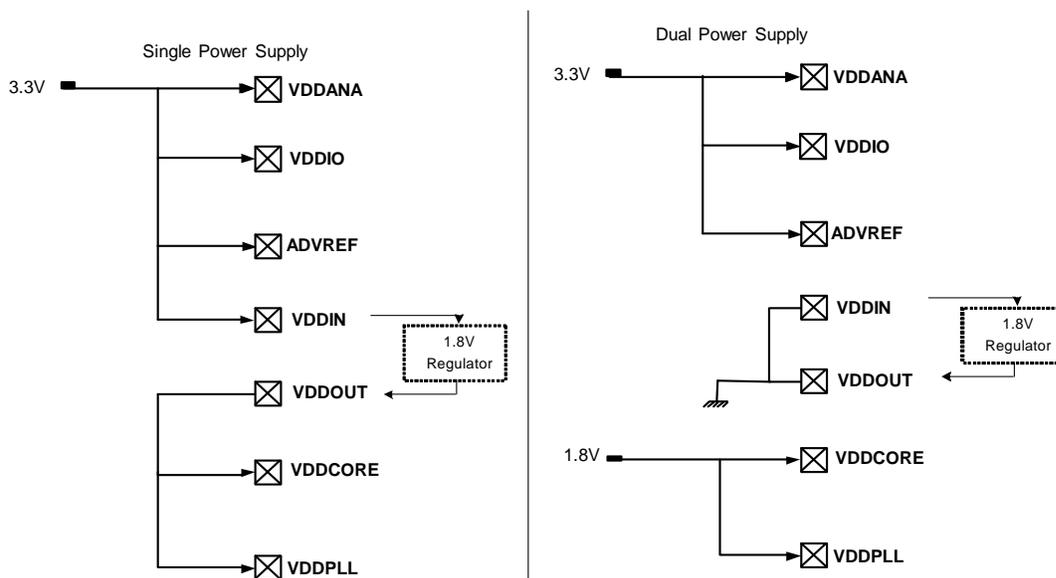 Single Power Supply
3.3V
VDDANA
VDDIO
ADVREF
VDDIN
1.8V
Regulator
VDDOUT
VDDCORE
VDDPLL
Dual Power Supply
3.3V
VDDANA
VDDIO
ADVREF
VDDIN
1.8V
Regulator
VDDOUT
1.8V
VDDCORE
VDDPLL